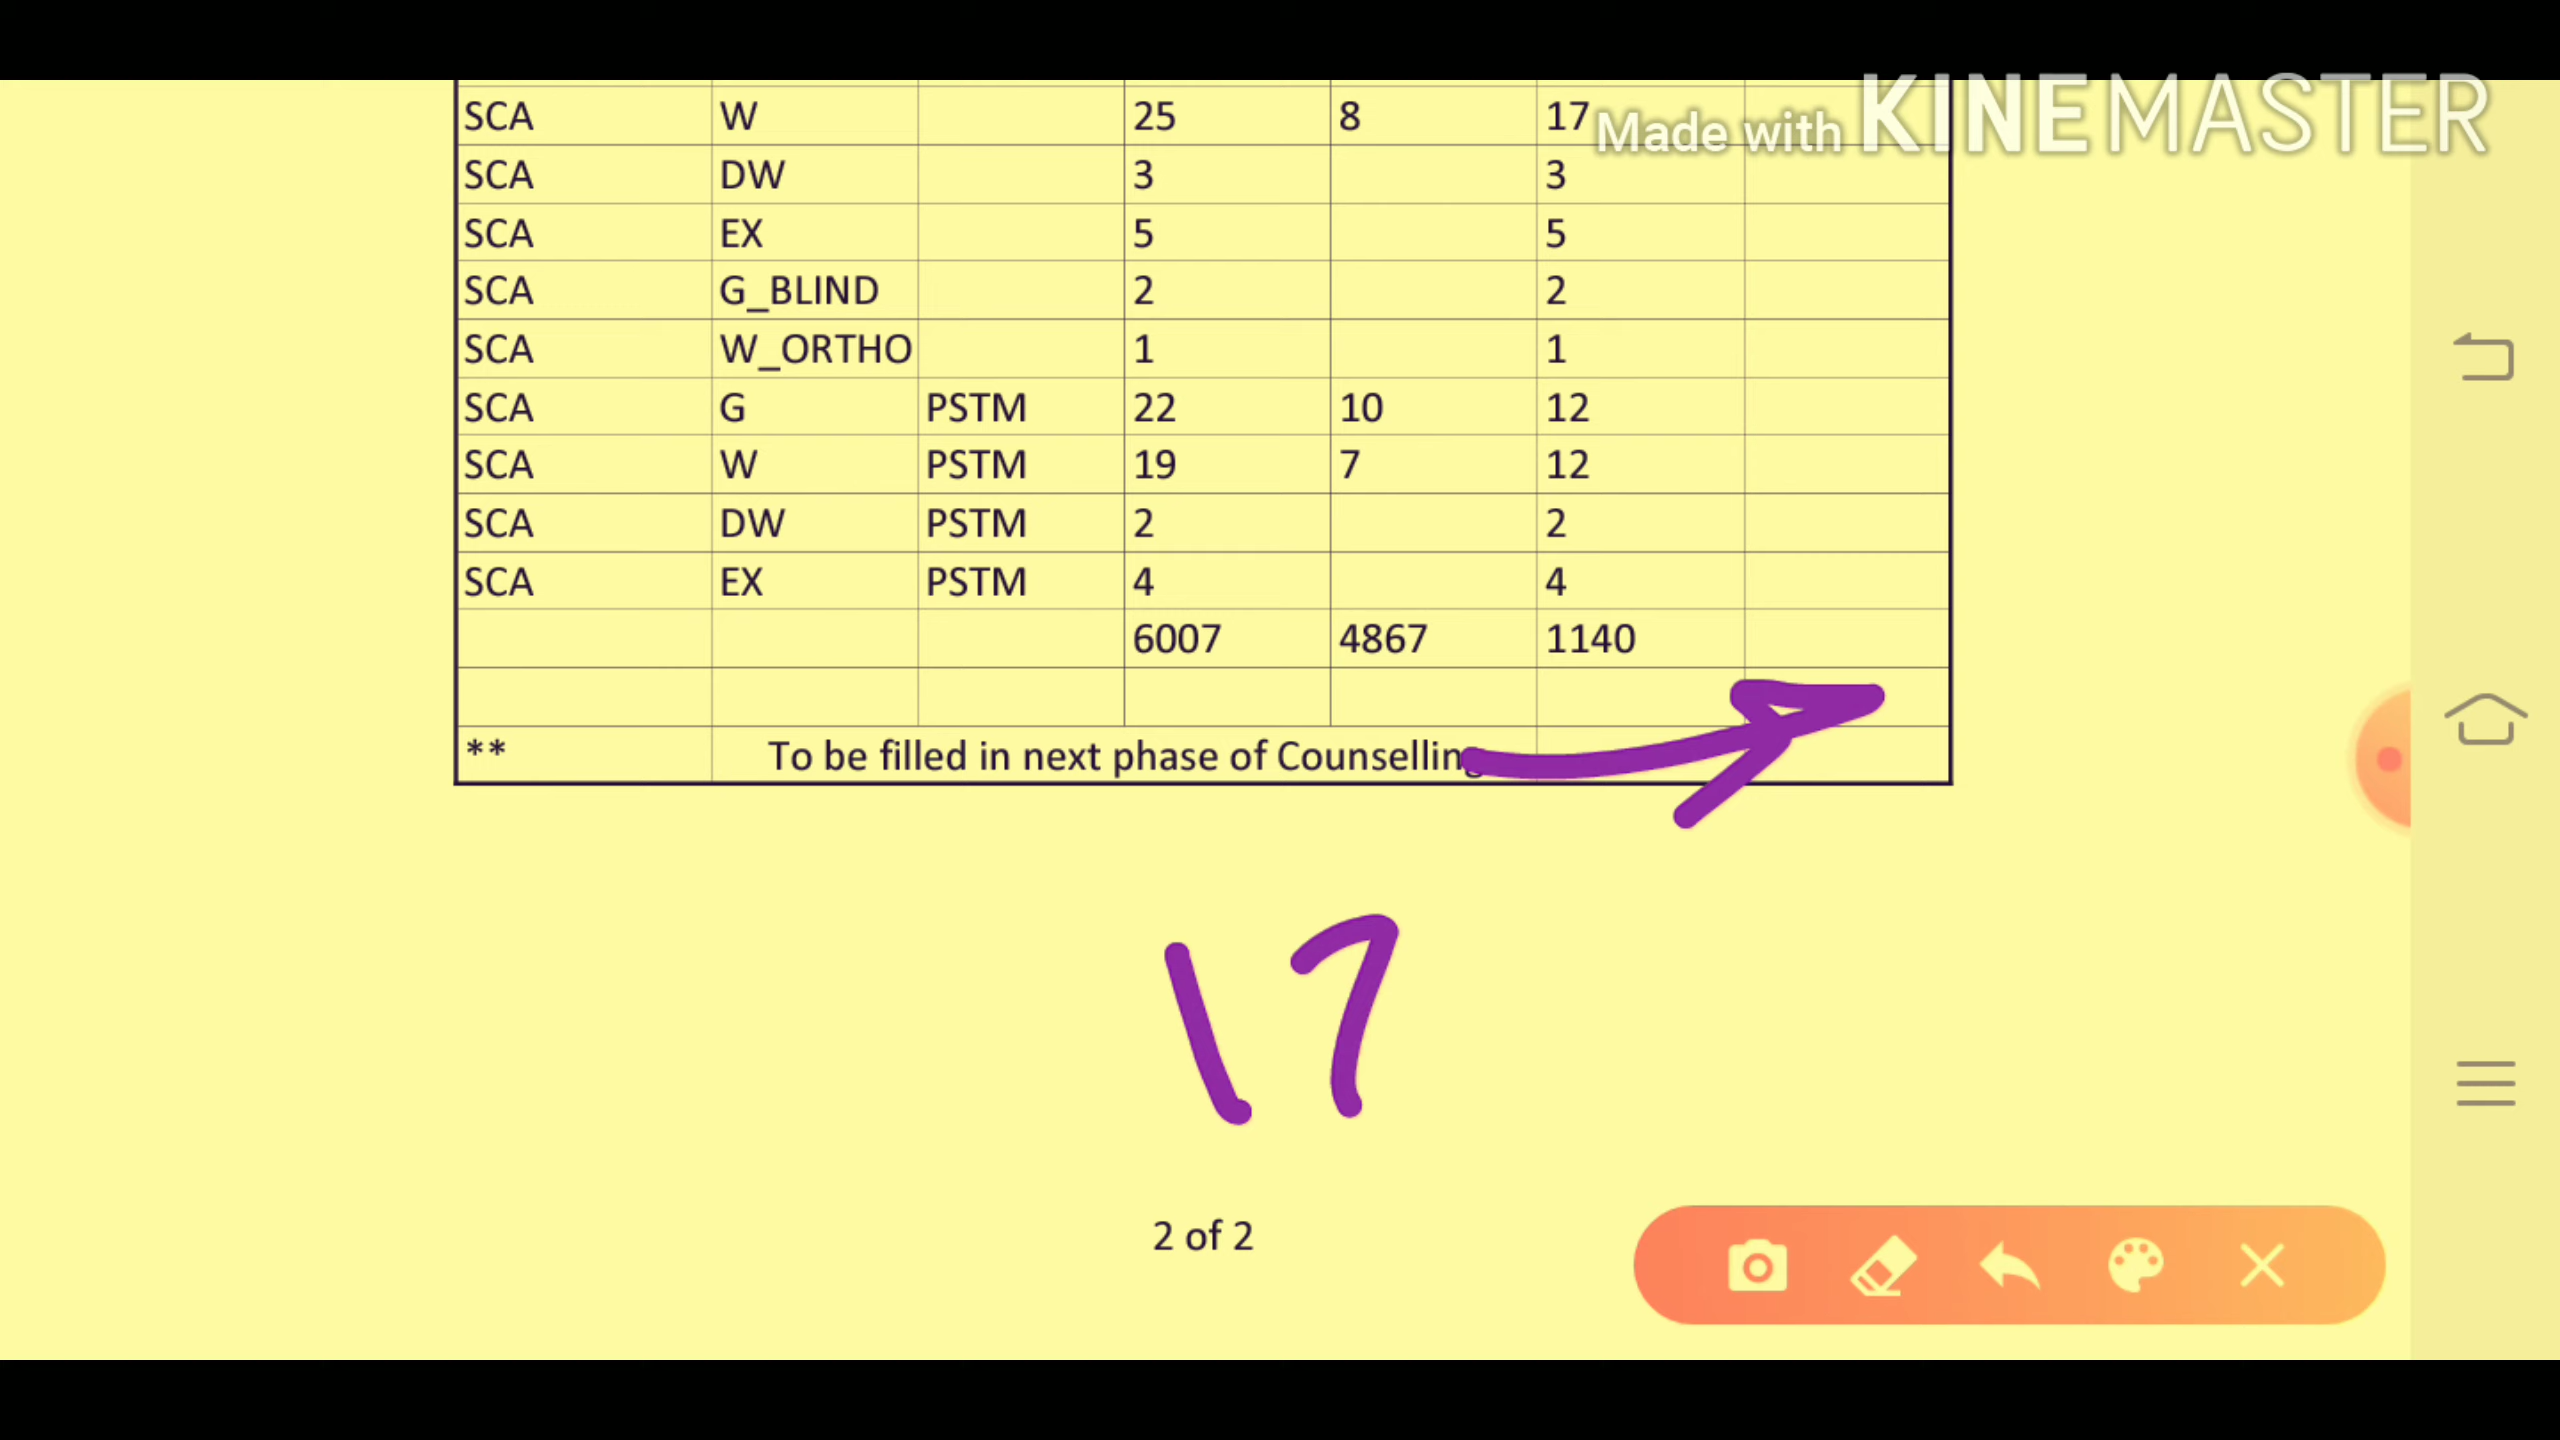 Made with KINEMASTER
SCA W 25 8 17
SCA DW 3 3
SCA EX 5 5
SCA G_BLIND 2 2
SCA W_ORTHO 1 1
SCA G PSTM 22 10 12
SCA W PSTM 19 7 12
SCA DW PSTM 2 2
SCA EX PSTM 4 4
6007 4867 1140
** To be filled in next phase of Counselling
17
2 of 2